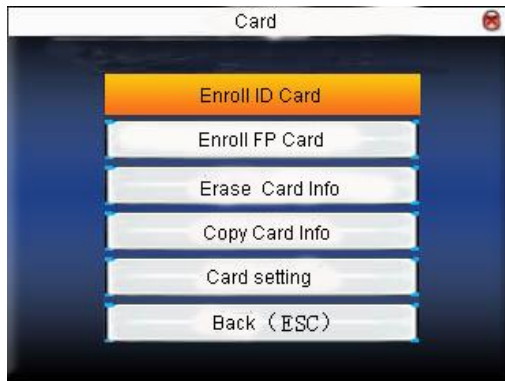 Card
Enroll ID Card
Enroll FP Card
Erase Card Info
Copy Card Info
Card setting
Back（ESC）